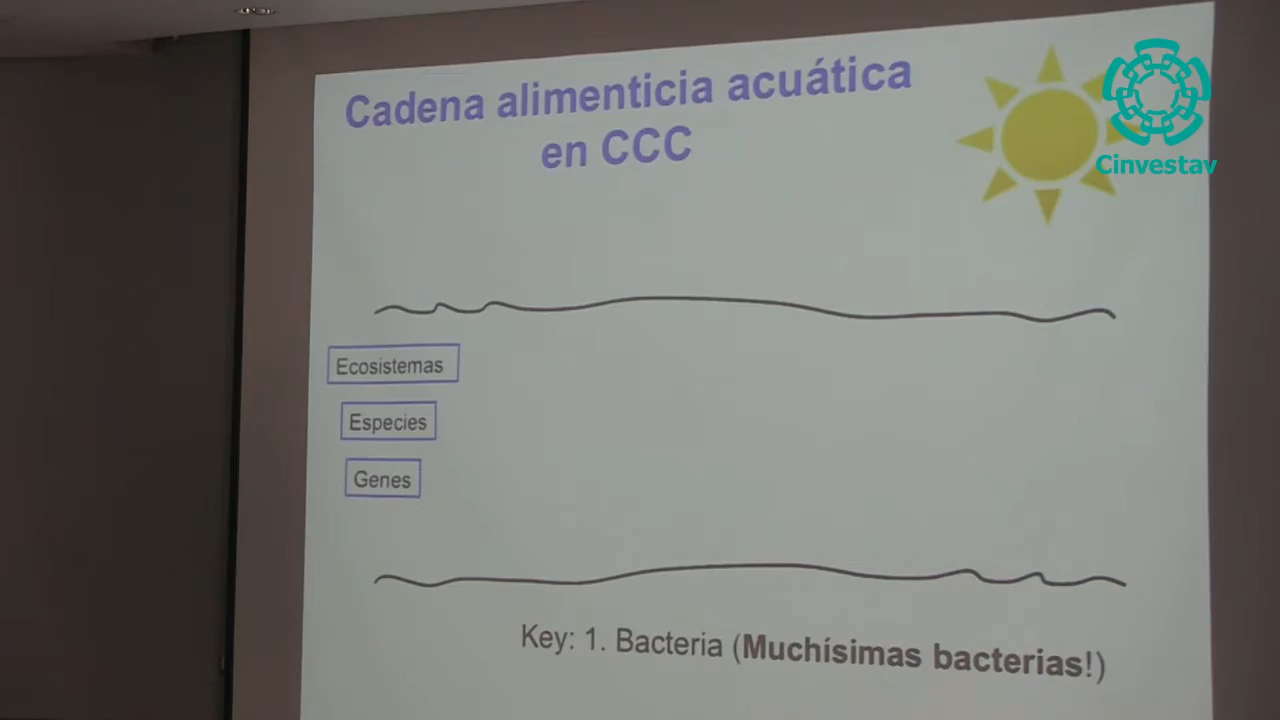 Cadena alimenticia acuática
en CCC
Cinvestav
Ecosistemas
Especies
Genes
Key: 1. Bacteria (Muchísimas bacterias!)